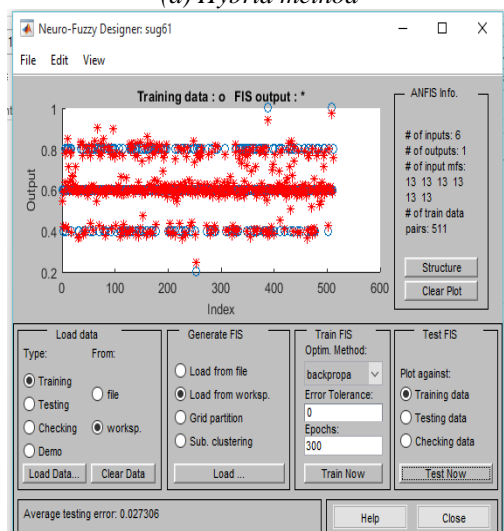 (a) Hybrid method
Neuro-Fuzzy Designer: sug61
File Edit View
Training data : o FIS output : *
1
0.8
0.6
0.4
0.2
Output
0 100 200 300 400 500 600
Index
ANFIS Info.
# of inputs: 6
# of outputs: 1
# of input mfs:
13 13 13 13
13 13
# of train data
pairs: 511
Structure
Clear Plot
Load data
Type: From:
Training
Testing
Checking
Demo
file
worksp.
Load Data... Clear Data
Generate FIS
Load from file
Load from worksp.
Grid partition
Sub. clustering
Load ...
Train FIS
Optim. Method:
backpropa
Error Tolerance:
0
Epochs:
300
Train Now
Test FIS
Plot against:
Training data
Testing data
Checking data
Test Now
Average testing error: 0.027306
Help Close